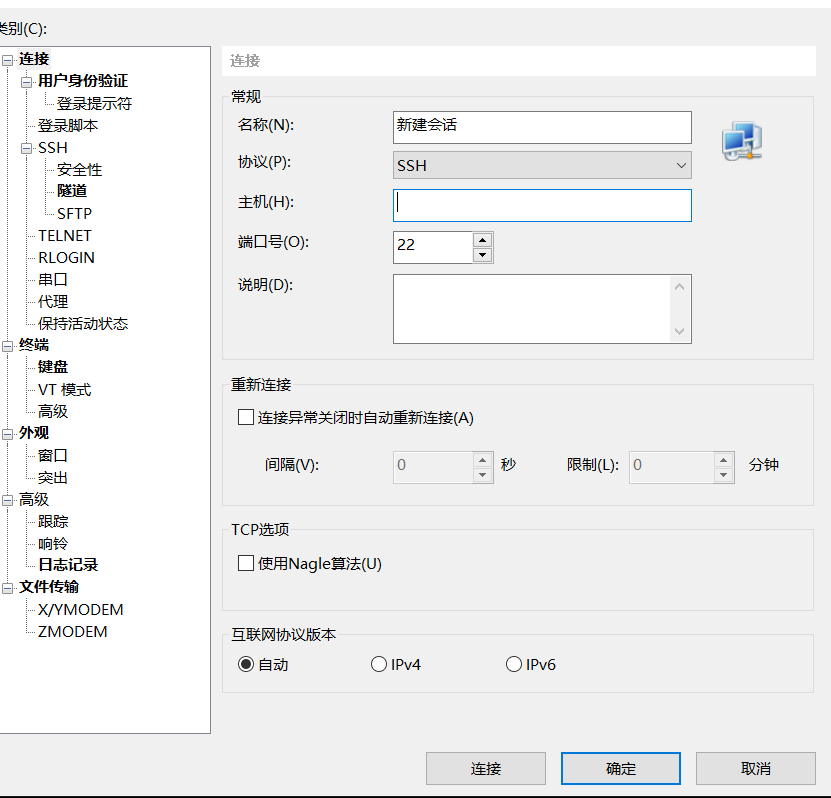 类别(C):
连接
用户身份验证
登录提示符
登录脚本
SSH
安全性
隧道
SFTP
TELNET
RLOGIN
串口
代理
保持活动状态
终端
键盘
VT 模式
高级
外观
窗口
突出
高级
跟踪
响铃
日志记录
文件传输
X/YMODEM
ZMODEM
连接
常规
名称(N): 新建会话
协议(P): SSH
主机(H):
端口号(O): 22
说明(D):
重新连接
连接异常关闭时自动重新连接(A)
间隔(V): 0 秒 限制(L): 0 分钟
TCP选项
使用Nagle算法(U)
互联网协议版本
自动 IPv4 IPv6
连接 确定 取消